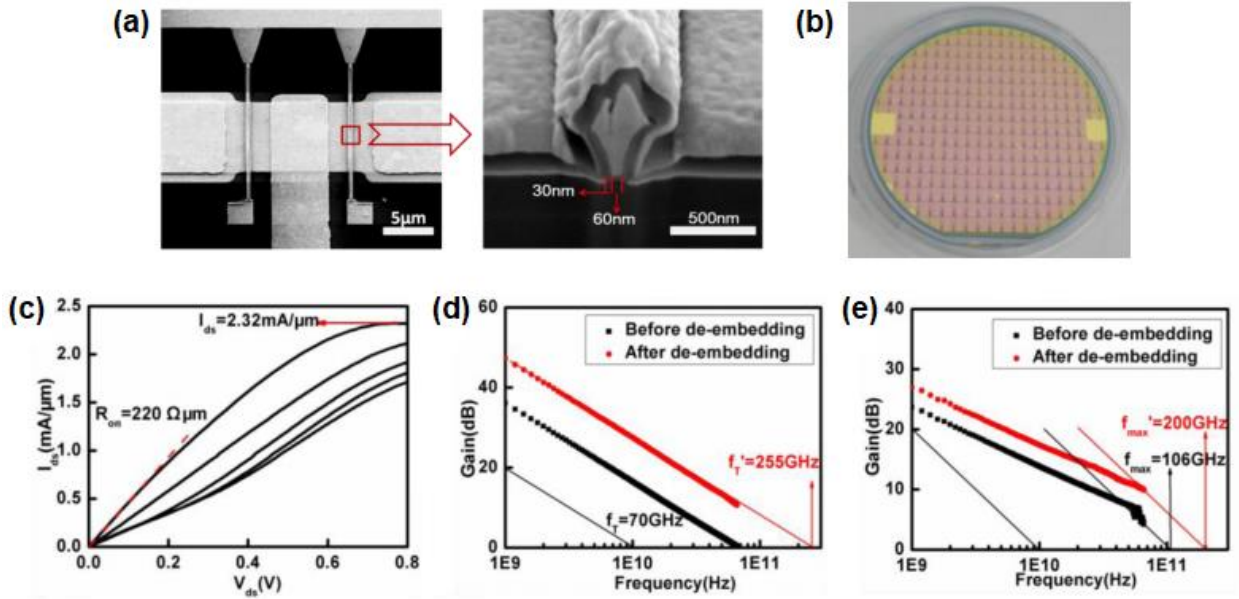 (a)
5μm
30nm
60nm
500nm
(b)
(c)
2.5
2.0
1.5
1.0
0.5
0.0
I_ds(mA/μm)
I_ds=2.32mA/μm
R_on=220 Ω μm
0.0 0.2 0.4 0.6 0.8
V_ds(V)
(d)
60
40
20
0
Gain(dB)
Before de-embedding
After de-embedding
f_T'=255GHz
f_T=70GHz
1E9 1E10 1E11
Frequency(Hz)
(e)
40
30
20
10
0
Gain(dB)
Before de-embedding
After de-embedding
f_max'=200GHz
f_max=106GHz
1E9 1E10 1E11
Frequency(Hz)